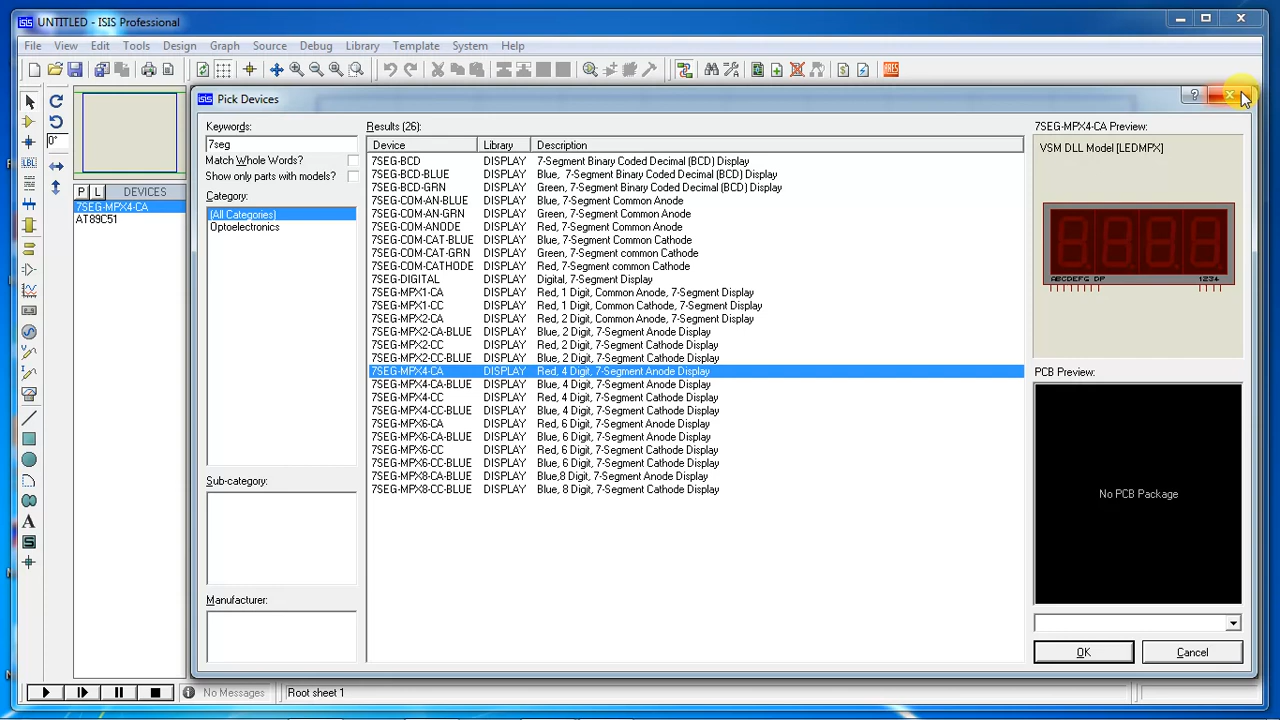 UNTITLED - ISIS Professional
File View Edit Tools Design Graph Source Debug Library Template System Help
Pick Devices
Keywords:
7seg
Match Whole Words?
Show only parts with models?
Category:
(All Categories)
Optoelectronics
Sub-category:
Manufacturer:
0°
P L DEVICES
7SEG-MPX4-CA
AT89C51
Results (26):
Device Library Description
7SEG-BCD DISPLAY 7-Segment Binary Coded Decimal (BCD) Display
7SEG-BCD-BLUE DISPLAY Blue, 7-Segment Binary Coded Decimal (BCD) Display
7SEG-BCD-GRN DISPLAY Green, 7-Segment Binary Coded Decimal (BCD) Display
7SEG-COM-AN-BLUE DISPLAY Blue, 7-Segment Common Anode
7SEG-COM-AN-GRN DISPLAY Green, 7-Segment Common Anode
7SEG-COM-ANODE DISPLAY Red, 7-Segment Common Anode
7SEG-COM-CAT-BLUE DISPLAY Blue, 7-Segment Common Cathode
7SEG-COM-CAT-GRN DISPLAY Green, 7-Segment common Cathode
7SEG-COM-CATHODE DISPLAY Red, 7-Segment common Cathode
7SEG-DIGITAL DISPLAY Digital, 7-Segment Display
7SEG-MPX1-CA DISPLAY Red, 1 Digit, Common Anode, 7-Segment Display
7SEG-MPX1-CC DISPLAY Red, 1 Digit, Common Cathode, 7-Segment Display
7SEG-MPX2-CA DISPLAY Red, 2 Digit, Common Anode, 7-Segment Display
7SEG-MPX2-CA-BLUE DISPLAY Blue, 2 Digit, 7-Segment Anode Display
7SEG-MPX2-CC DISPLAY Red, 2 Digit, 7-Segment Cathode Display
7SEG-MPX2-CC-BLUE DISPLAY Blue, 2 Digit, 7-Segment Cathode Display
7SEG-MPX4-CA DISPLAY Red, 4 Digit, 7-Segment Anode Display
7SEG-MPX4-CA-BLUE DISPLAY Blue, 4 Digit, 7-Segment Anode Display
7SEG-MPX4-CC DISPLAY Red, 4 Digit, 7-Segment Cathode Display
7SEG-MPX4-CC-BLUE DISPLAY Blue, 4 Digit, 7-Segment Cathode Display
7SEG-MPX6-CA DISPLAY Red, 6 Digit, 7-Segment Anode Display
7SEG-MPX6-CA-BLUE DISPLAY Blue, 6 Digit, 7-Segment Anode Display
7SEG-MPX6-CC DISPLAY Red, 6 Digit, 7-Segment Cathode Display
7SEG-MPX6-CC-BLUE DISPLAY Blue, 6 Digit, 7-Segment Cathode Display
7SEG-MPX8-CA-BLUE DISPLAY Blue,8 Digit, 7-Segment Anode Display
7SEG-MPX8-CC-BLUE DISPLAY Blue, 8 Digit, 7-Segment Cathode Display
7SEG-MPX4-CA Preview:
VSM DLL Model [LEDMPX]
ABCDEFG DP 1234
PCB Preview:
No PCB Package
OK Cancel
No Messages Root sheet 1